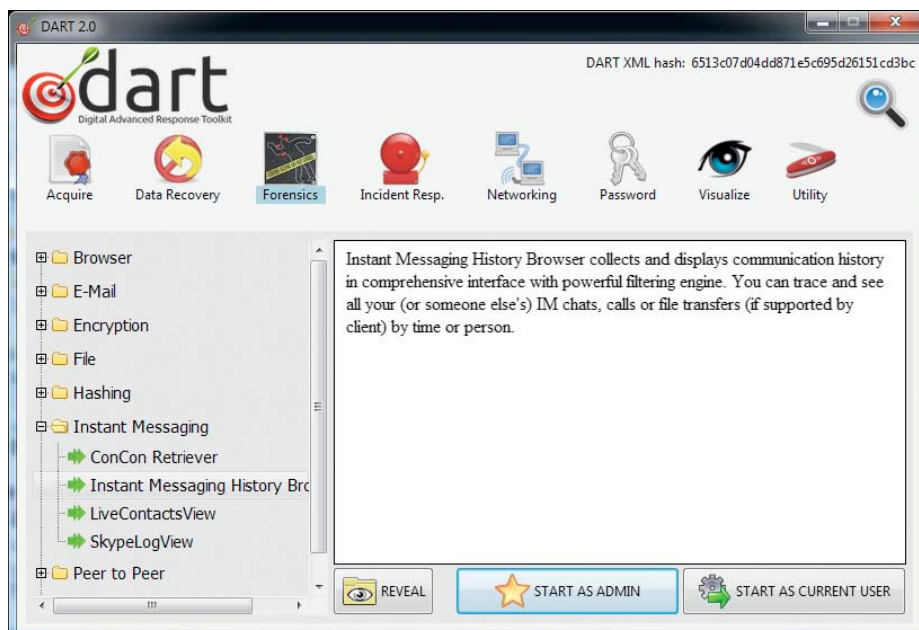 DART 2.0
dart
Digital Advanced Response Toolkit
DART XML hash: 6513c07d04dd871e5c695d26151cd3bc
Acquire
Data Recovery
Forensics
Incident Resp.
Networking
Password
Visualize
Utility
Browser
E-Mail
Encryption
File
Hashing
Instant Messaging
ConCon Retriever
Instant Messaging History Brc
LiveContactsView
SkypeLogView
Peer to Peer
Instant Messaging History Browser collects and displays communication history
in comprehensive interface with powerful filtering engine. You can trace and see
all your (or someone else's) IM chats, calls or file transfers (if supported by
client) by time or person.
REVEAL
START AS ADMIN
START AS CURRENT USER